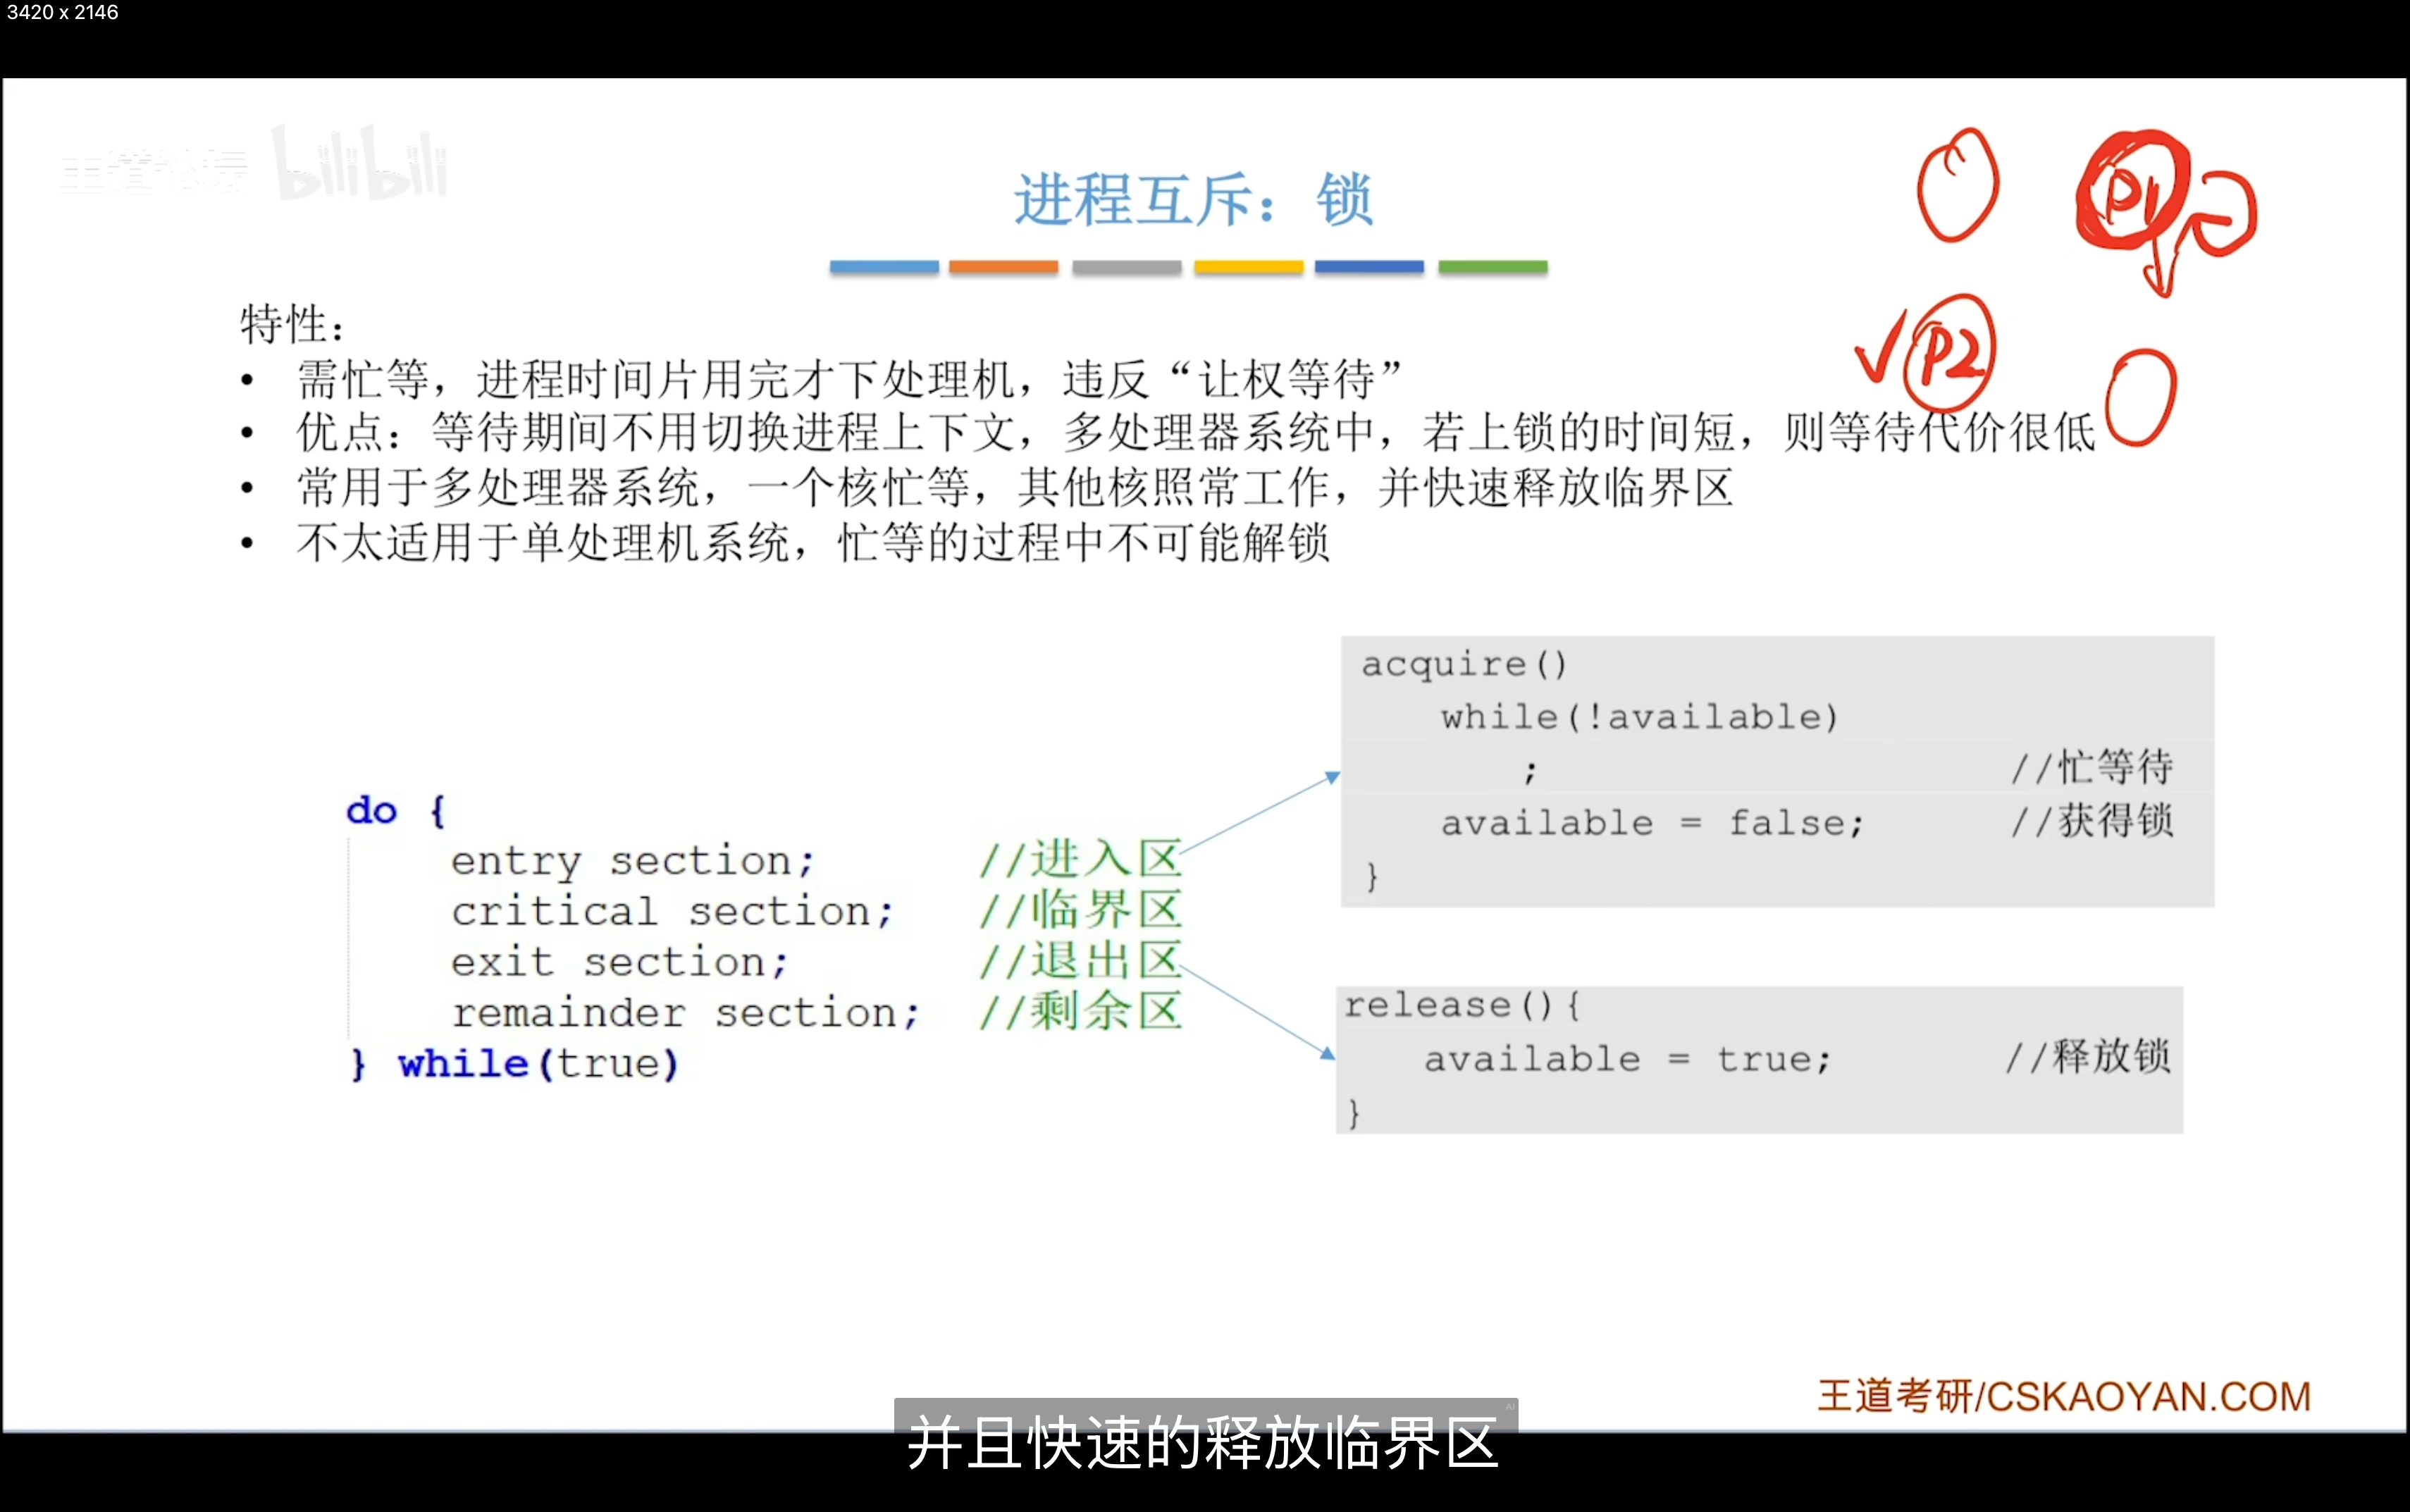 3420 x 2146
bilibili
进程互斥：锁
P1
P2
特性：
• 需忙等，进程时间片用完才下处理机，违反“让权等待”
• 优点：等待期间不用切换进程上下文，多处理器系统中，若上锁的时间短，则等待代价很低
• 常用于多处理器系统，一个核忙等，其他核照常工作，并快速释放临界区
• 不太适用于单处理机系统，忙等的过程中不可能解锁
do {
entry section; //进入区
critical section; //临界区
exit section; //退出区
remainder section; //剩余区
} while(true)
acquire()
while(!available)
; //忙等待
available = false; //获得锁
}
release(){
available = true; //释放锁
}
王道考研/CSKAOYAN.COM
AI
并且快速的释放临界区